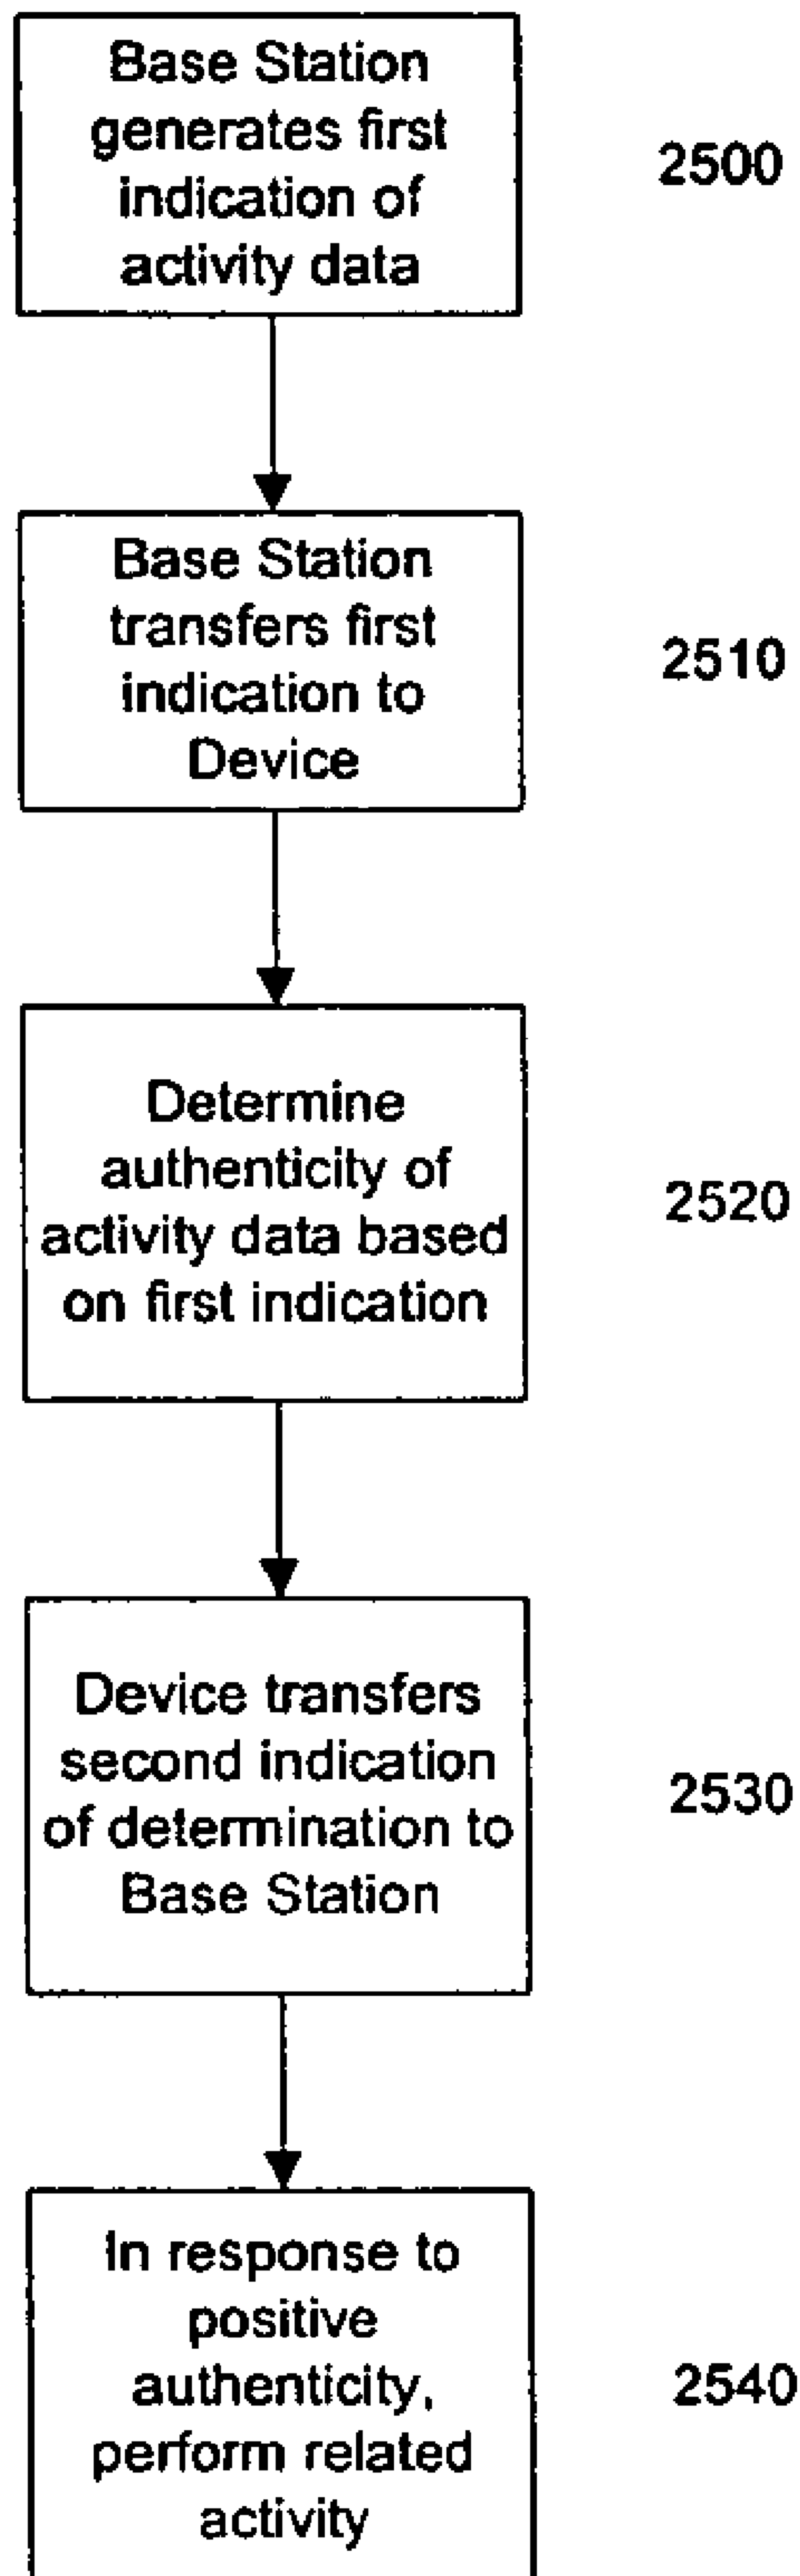 Base Station
generates first
indication of
activity data
2500
Base Station
transfers first
indication to
Device
2510
Determine
authenticity of
activity data based
on first indication
2520
Device transfers
second indication
of determination to
Base Station
2530
In response to
positive
authenticity,
perform related
activity
2540